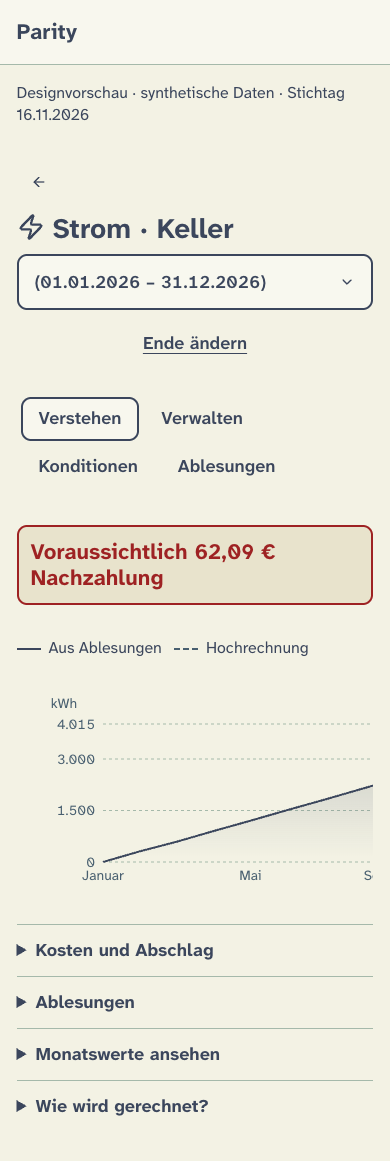 Parity
Designvorschau · synthetische Daten · Stichtag
16.11.2026
←
Strom · Keller
(01.01.2026 – 31.12.2026)
Ende ändern
Verstehen Verwalten
Konditionen Ablesungen
Voraussichtlich 62,09 €
Nachzahlung
Aus Ablesungen Hochrechnung
kWh
4.015
3.000
1.500
0
Januar Mai S
Kosten und Abschlag
Ablesungen
Monatswerte ansehen
Wie wird gerechnet?